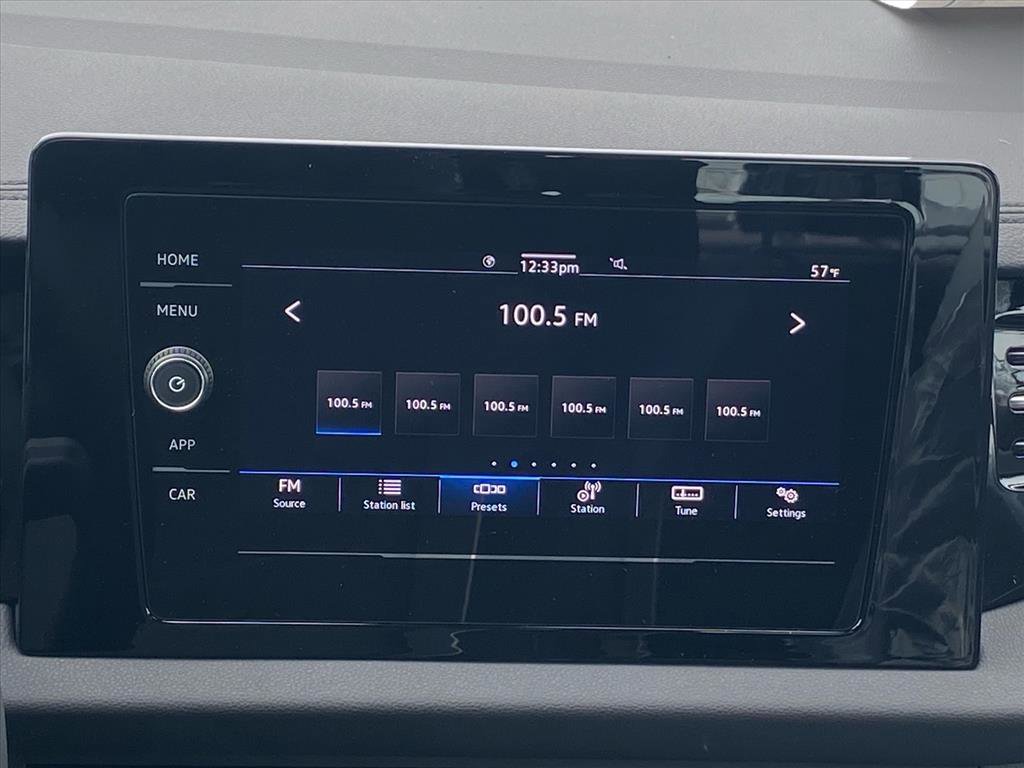 HOME
MENU
APP
CAR
12:33pm
57°F
< 100.5 FM >
100.5 FM 100.5 FM 100.5 FM 100.5 FM 100.5 FM 100.5 FM
FM
Source Station list Presets Station Tune Settings